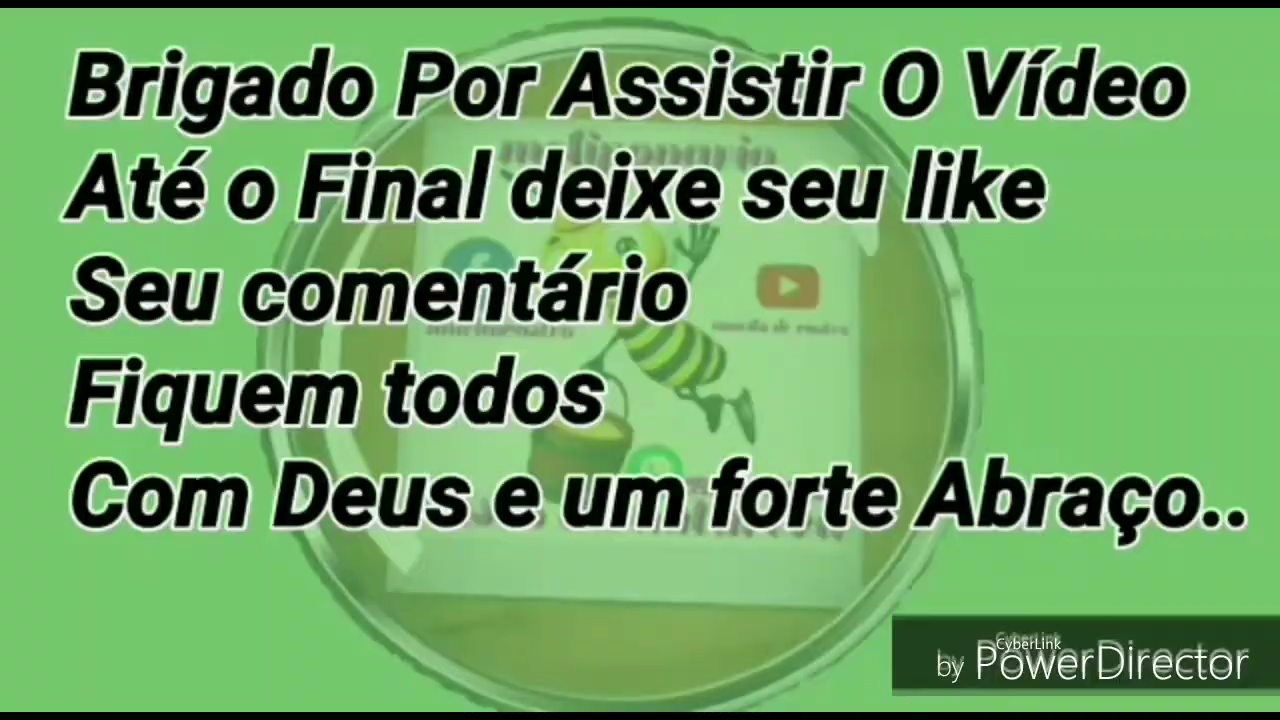 Brigado Por Assistir O Vídeo
Até o Final deixe seu like
Seu comentário
Fiquem todos
Com Deus e um forte Abraço..
CyberLink
by PowerDirector